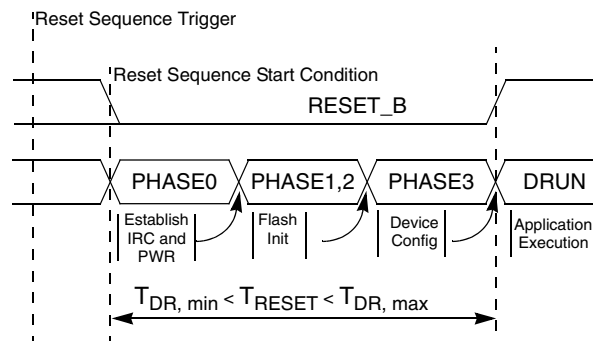 Reset Sequence Trigger
Reset Sequence Start Condition
RESET_B
PHASE0 PHASE1,2 PHASE3 DRUN
Establish
IRC and
PWR
Flash
Init
Device
Config
Application
Execution
TDR, min < TRESET < TDR, max